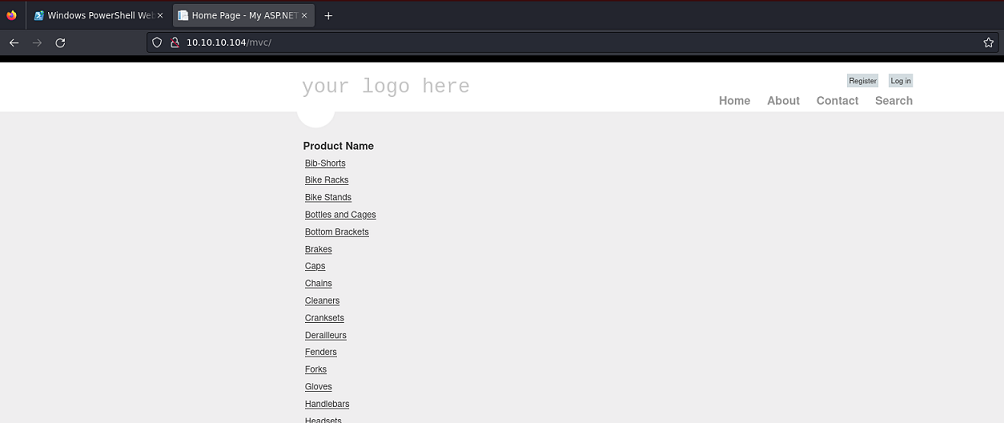 Windows PowerShell Web
Home Page - My ASP.NET
10.10.10.104/mvc/
your logo here
Register Log in
Home About Contact Search
Product Name
Bib-Shorts
Bike Racks
Bike Stands
Bottles and Cages
Bottom Brackets
Brakes
Caps
Chains
Cleaners
Cranksets
Derailleurs
Fenders
Forks
Gloves
Handlebars
Headsets